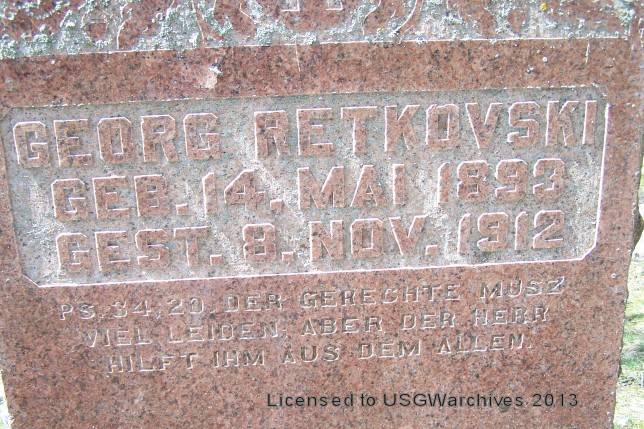 GEORG RETKOVSKI
GEB. 14. MAI 1893
GEST. 8. NOV. 1912
PS. 34, 20 DER GERECHTE MUSZ
VIEL LEIDEN. ABER DER HERR
HILFT IHM AUS DEM ALLEN.
Licensed to USGWarchives 2013